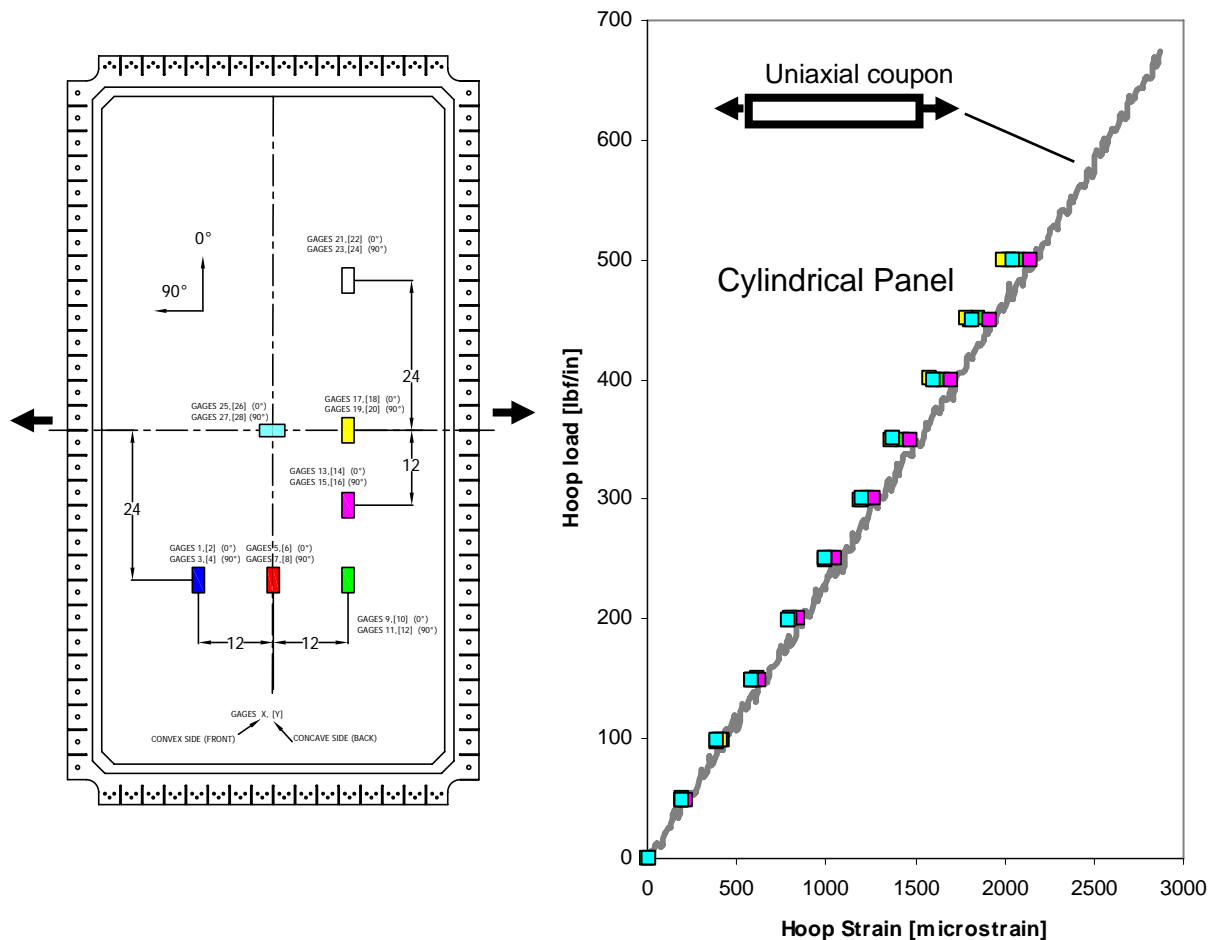 0°
90°
GAGES 21,[22] (0°)
GAGES 23,[24] (90°)
24
GAGES 25,[26] (0°)
GAGES 27,[28] (90°)
GAGES 17,[18] (0°)
GAGES 19,[20] (90°)
12
GAGES 13,[14] (0°)
GAGES 15,[16] (90°)
24
GAGES 1,[2] (0°)
GAGES 3,[4] (90°)
GAGES 5,[6] (0°)
GAGES 7,[8] (90°)
GAGES 9,[10] (0°)
GAGES 11,[12] (90°)
12
12
GAGES X, [Y]
CONVEX SIDE (FRONT)
CONCAVE SIDE (BACK)
700
600
500
400
300
200
100
0
Hoop load [lbf/in]
Uniaxial coupon
Cylindrical Panel
0
500
1000
1500
2000
2500
3000
Hoop Strain [microstrain]